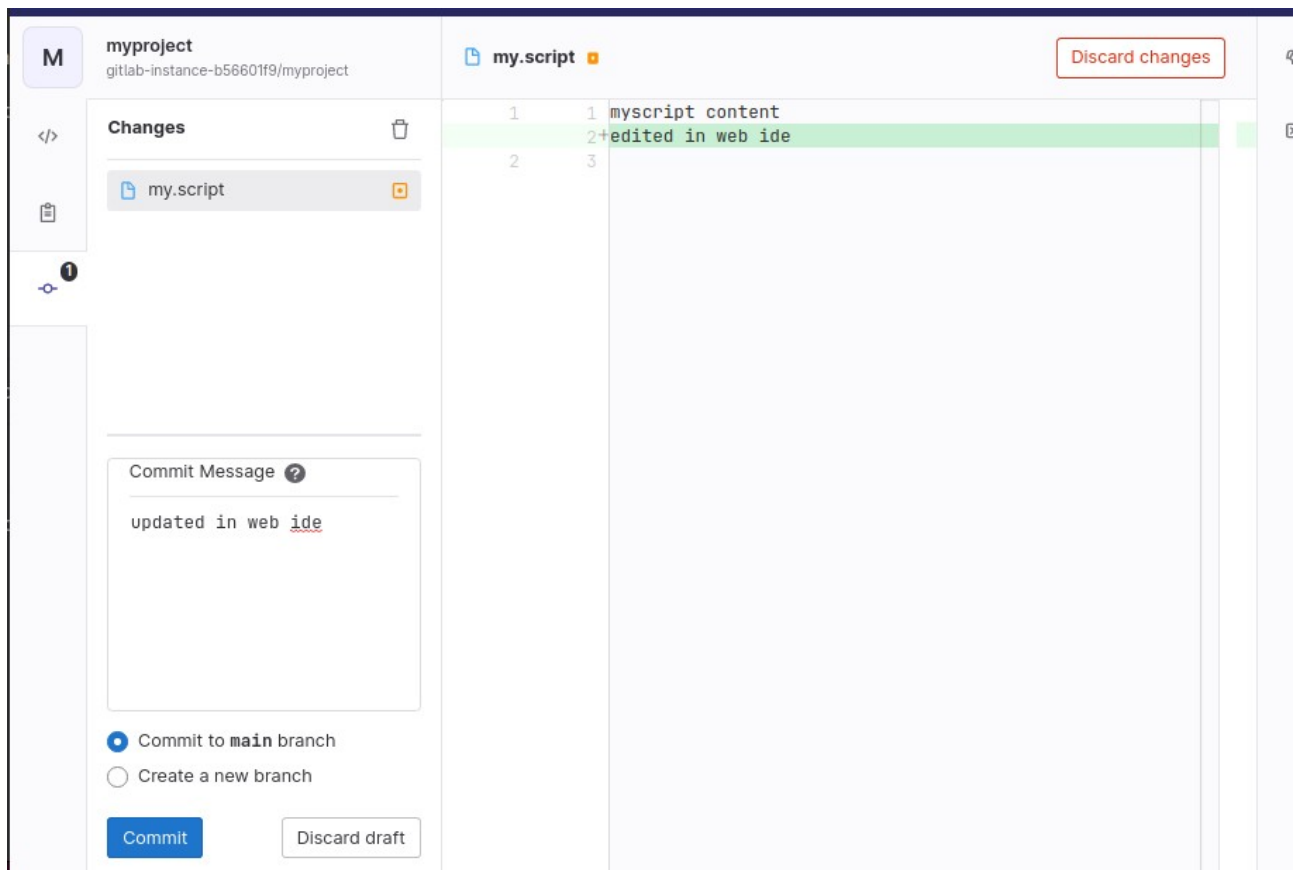 M
myproject
gitlab-instance-b56601f9/myproject
my.script
Discard changes
Changes
my.script
1
Commit Message ?
updated in web ide
Commit to main branch
Create a new branch
Commit
Discard draft
1 1 myscript content
2+edited in web ide
2 3